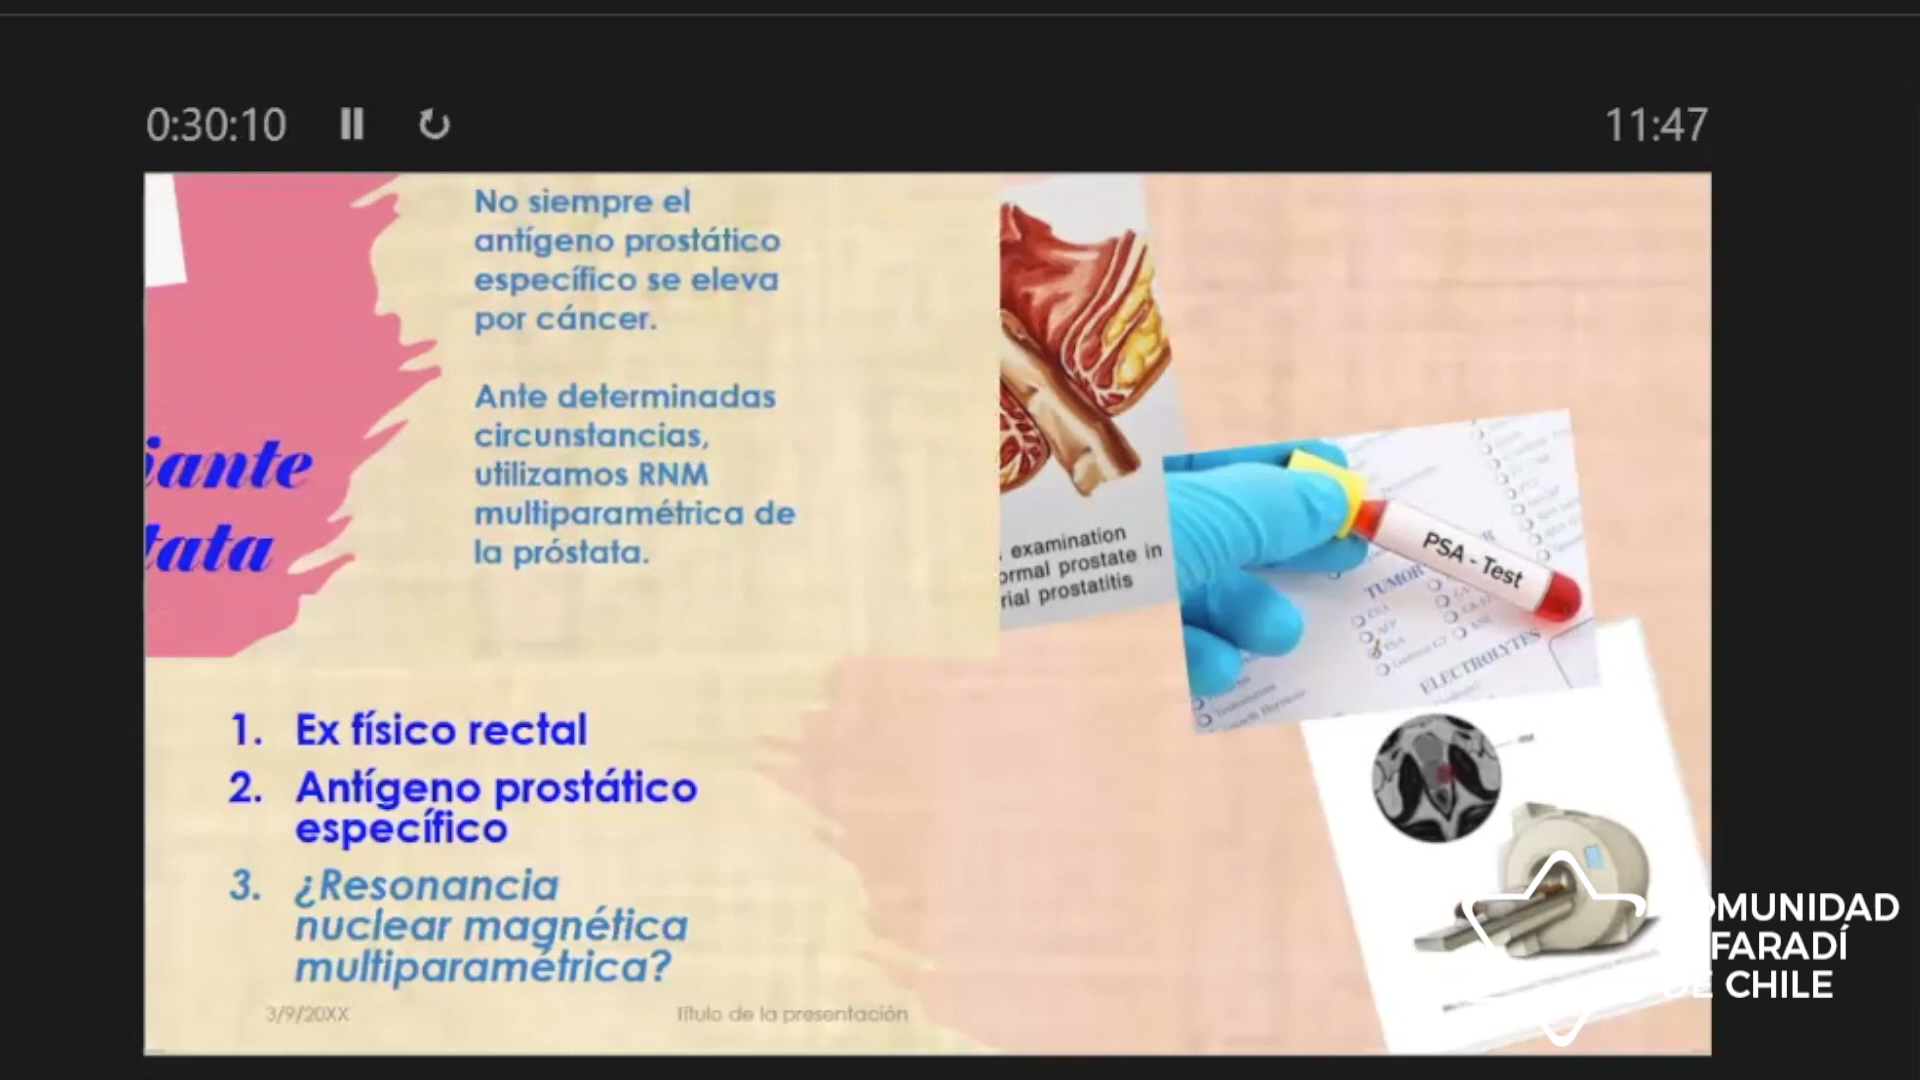 0:30:10
11:47
No siempre el
antígeno prostático
específico se eleva
por cáncer.
Ante determinadas
circunstancias,
utilizamos RNM
multiparamétrica de
la próstata.
iante
tata
examination
ormal prostate in
rial prostatitis
PSA - Test
TUMOR
ELECTROLYTES
1. Ex físico rectal
2. Antígeno prostático
específico
3. ¿Resonancia
nuclear magnética
multiparamétrica?
3/9/20XX
Título de la presentación
OMUNIDAD
FARADÍ
DE CHILE